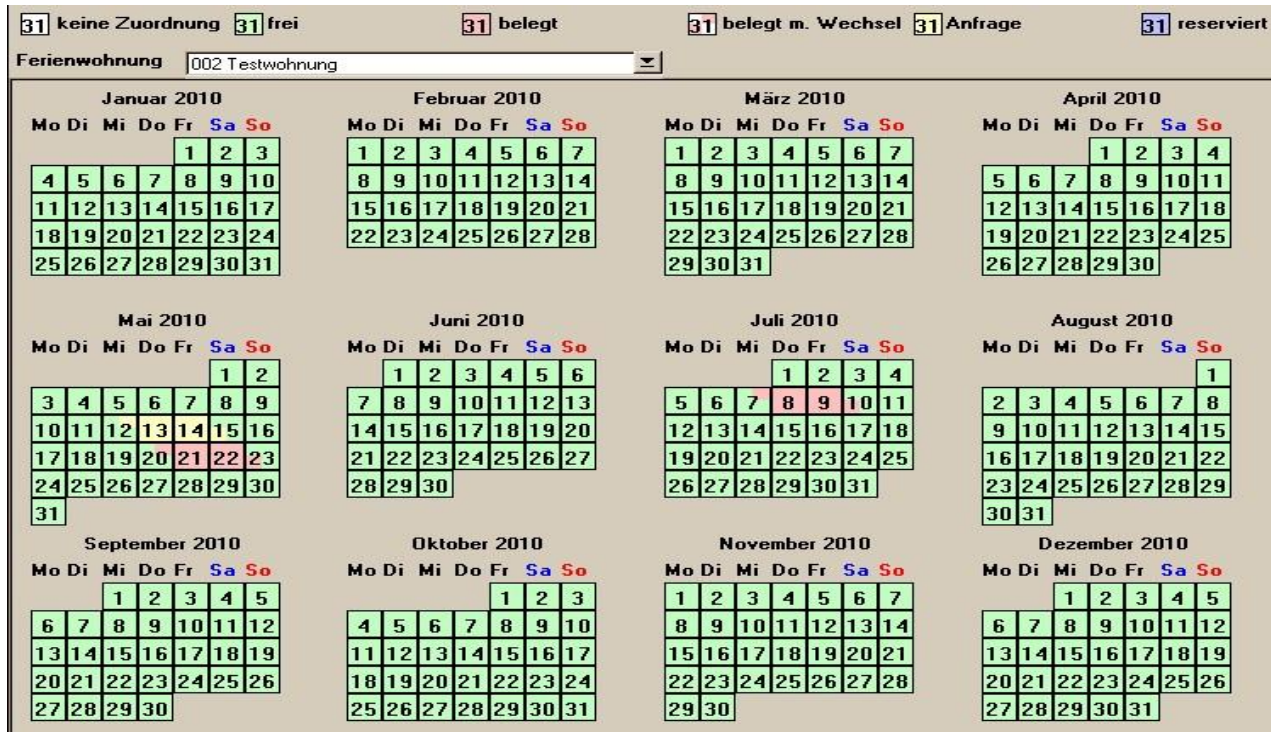 31 keine Zuordnung 31 frei 31 belegt 31 belegt m. Wechsel 31 Anfrage 31 reserviert
Ferienwohnung 002 Testwohnung
Januar 2010 Februar 2010 März 2010 April 2010
Mo Di Mi Do Fr Sa So Mo Di Mi Do Fr Sa So Mo Di Mi Do Fr Sa So Mo Di Mi Do Fr Sa So
1 2 3 1 2 3 4 5 6 7 1 2 3 4 5 6 7 1 2 3 4
4 5 6 7 8 9 10 8 9 10 11 12 13 14 8 9 10 11 12 13 14 5 6 7 8 9 10 11
11 12 13 14 15 16 17 15 16 17 18 19 20 21 15 16 17 18 19 20 21 12 13 14 15 16 17 18
18 19 20 21 22 23 24 22 23 24 25 26 27 28 22 23 24 25 26 27 28 19 20 21 22 23 24 25
25 26 27 28 29 30 31 29 30 31 26 27 28 29 30
Mai 2010 Juni 2010 Juli 2010 August 2010
Mo Di Mi Do Fr Sa So Mo Di Mi Do Fr Sa So Mo Di Mi Do Fr Sa So Mo Di Mi Do Fr Sa So
1 2 1 2 3 4 5 6 1 2 3 4 1
3 4 5 6 7 8 9 7 8 9 10 11 12 13 5 6 7 8 9 10 11 2 3 4 5 6 7 8
10 11 12 13 14 15 16 14 15 16 17 18 19 20 12 13 14 15 16 17 18 9 10 11 12 13 14 15
17 18 19 20 21 22 23 21 22 23 24 25 26 27 19 20 21 22 23 24 25 16 17 18 19 20 21 22
24 25 26 27 28 29 30 28 29 30 26 27 28 29 30 31 23 24 25 26 27 28 29
31 30 31
September 2010 Oktober 2010 November 2010 Dezember 2010
Mo Di Mi Do Fr Sa So Mo Di Mi Do Fr Sa So Mo Di Mi Do Fr Sa So Mo Di Mi Do Fr Sa So
1 2 3 4 5 1 2 3 1 2 3 4 5 6 7 1 2 3 4 5
6 7 8 9 10 11 12 4 5 6 7 8 9 10 8 9 10 11 12 13 14 6 7 8 9 10 11 12
13 14 15 16 17 18 19 11 12 13 14 15 16 17 15 16 17 18 19 20 21 13 14 15 16 17 18 19
20 21 22 23 24 25 26 18 19 20 21 22 23 24 22 23 24 25 26 27 28 20 21 22 23 24 25 26
27 28 29 30 25 26 27 28 29 30 31 29 30 27 28 29 30 31